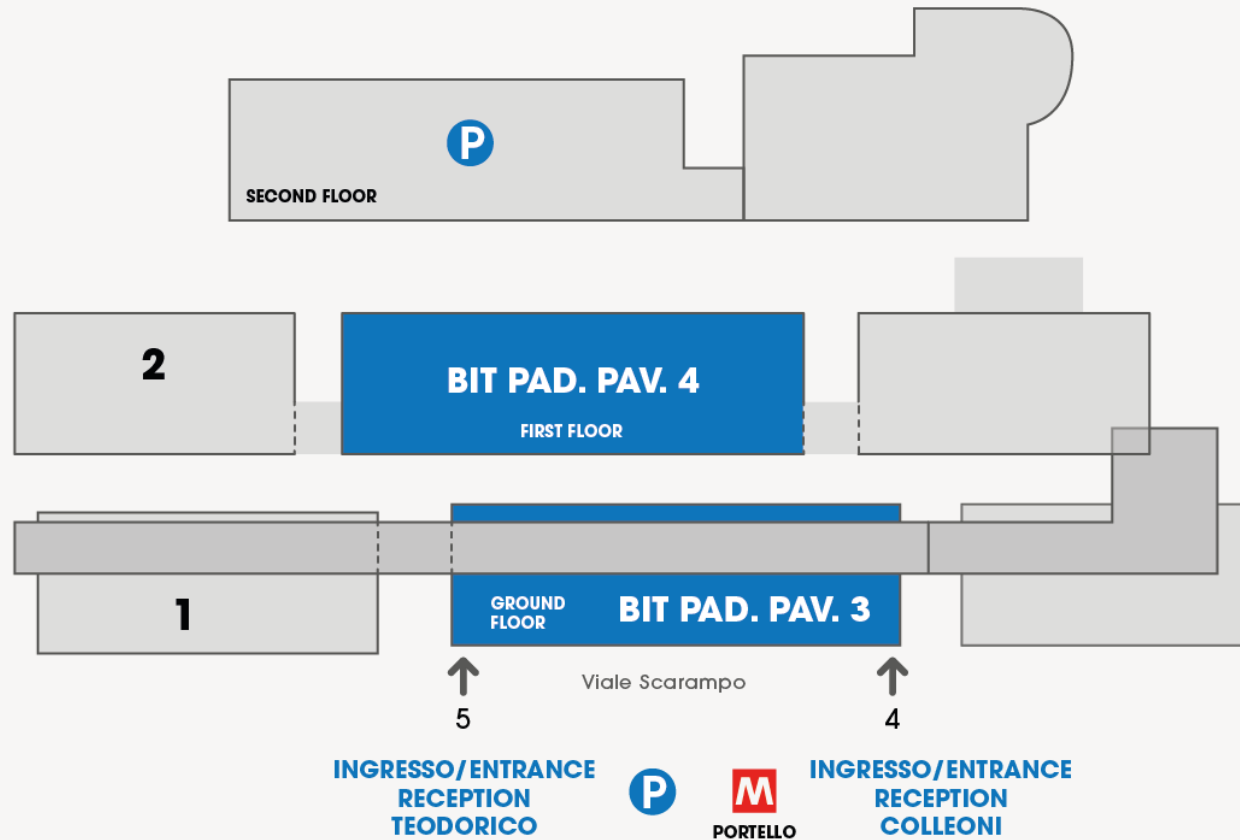 P
SECOND FLOOR
2
BIT PAD. PAV. 4
FIRST FLOOR
1
GROUND
FLOOR
BIT PAD. PAV. 3
Viale Scarampo
5
4
INGRESSO/ENTRANCE
RECEPTION
TEODORICO
P
M
PORTELLO
INGRESSO/ENTRANCE
RECEPTION
COLLEONI